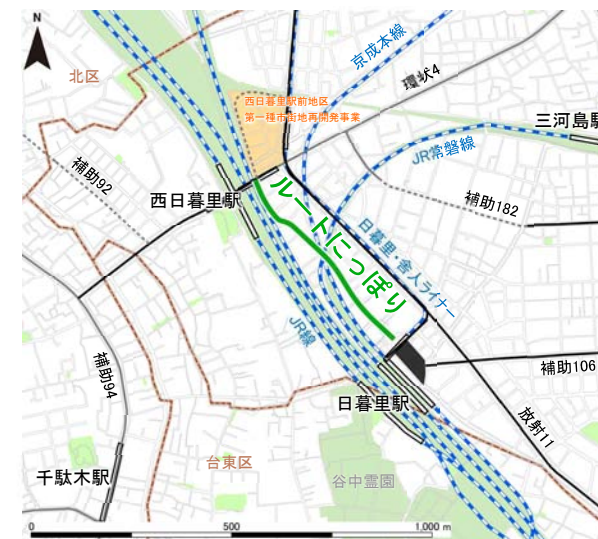 京成本線
環状4
北区
西日暮里駅前地区
第一種市街地再開発事業
三河島駅
JR常磐線
補助92
西日暮里駅
ルートにっぽり
補助182
日暮里・舎人ライナー
JR線
補助94
補助106
日暮里駅
放射11
台東区
千駄木駅
谷中霊園
0 500 1,000 m